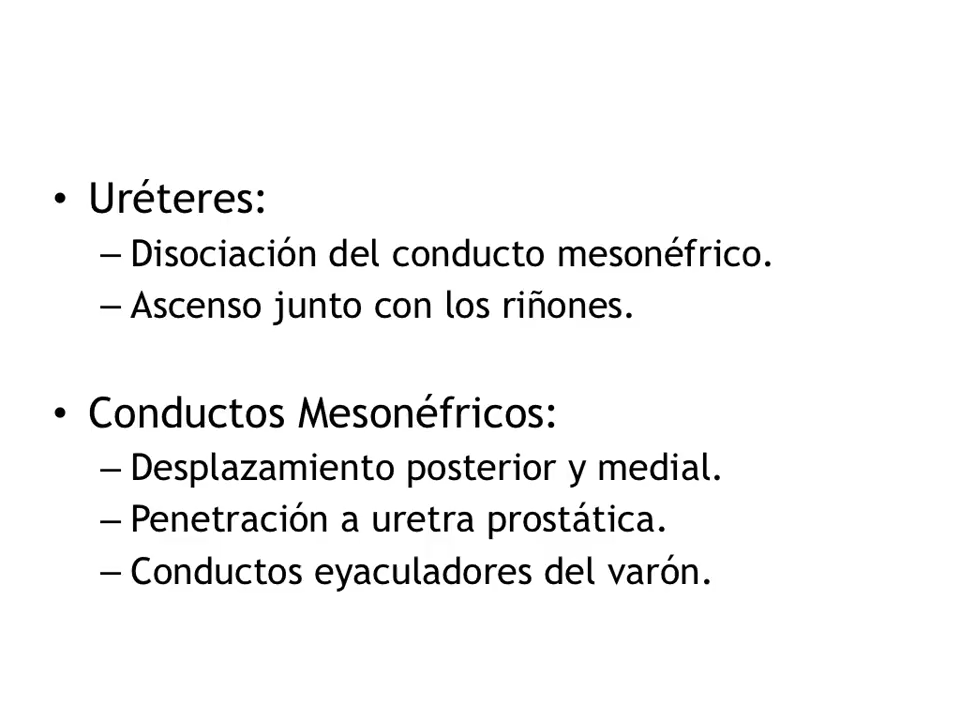 • Uréteres:
– Disociación del conducto mesonéfrico.
– Ascenso junto con los riñones.
• Conductos Mesonéfricos:
– Desplazamiento posterior y medial.
– Penetración a uretra prostática.
– Conductos eyaculadores del varón.